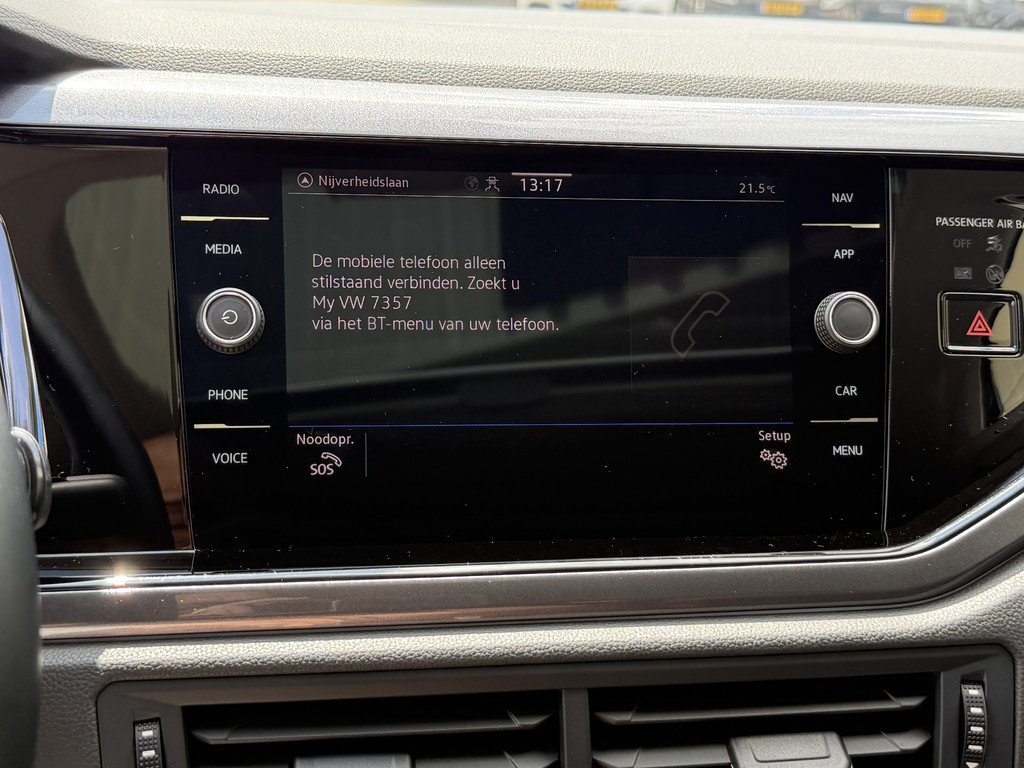 Nijverheidslaan
13:17
21.5°C
RADIO
MEDIA
PHONE
VOICE
De mobiele telefoon alleen
stilstaand verbinden. Zoekt u
My VW 7357
via het BT-menu van uw telefoon.
Noodopr.
SOS
Setup
NAV
APP
CAR
MENU
PASSENGER AIR BA
OFF